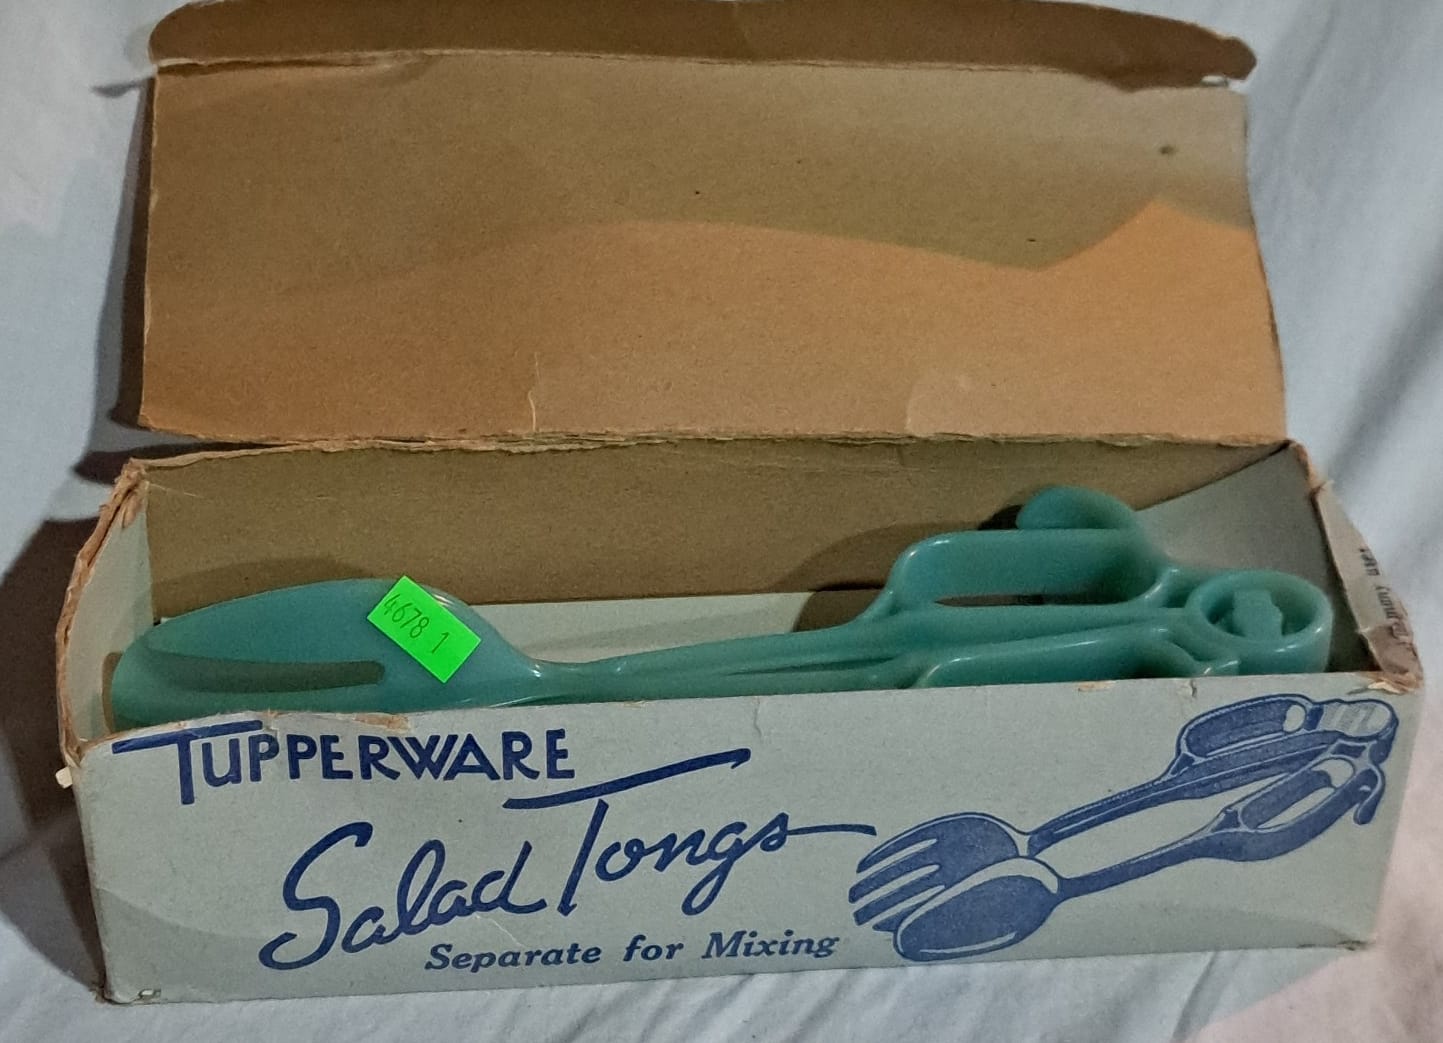 4678 1
TUPPERWARE
Salad Tongs
Separate for Mixing